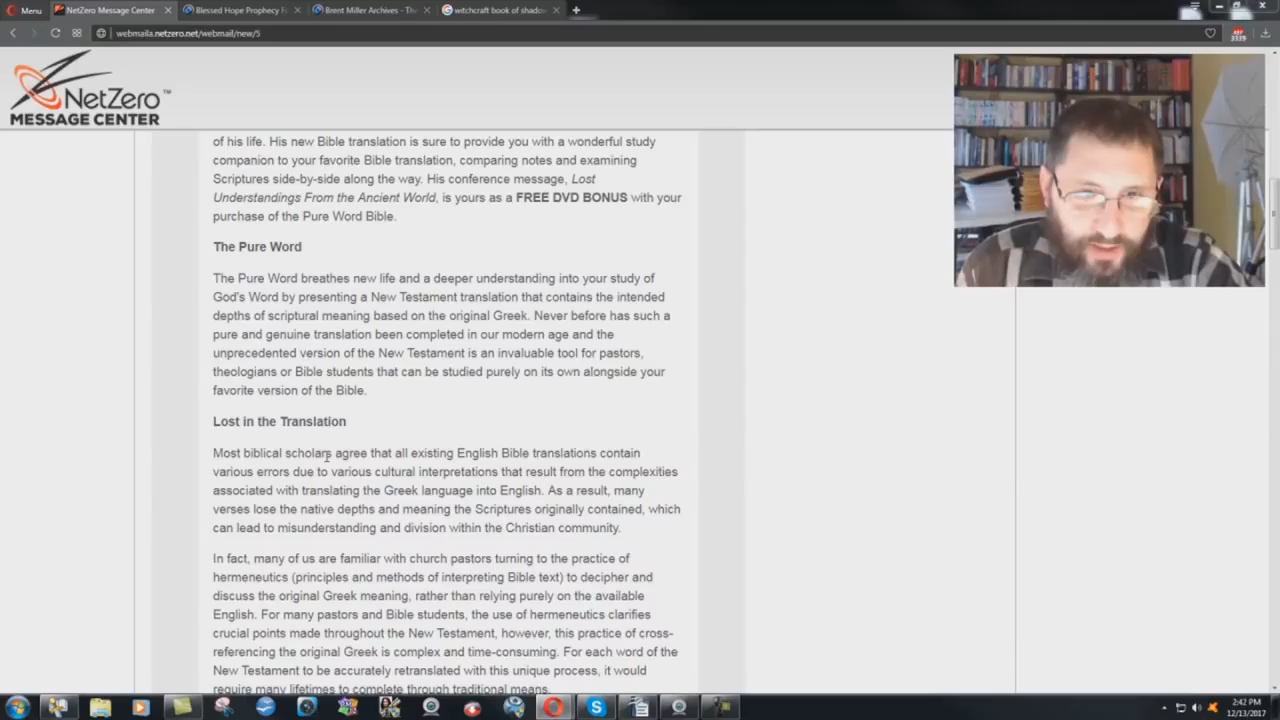 Menu
NetZero Message Center
Blessed Hope Prophecy F
Brent Miller Archives - The
witchcraft book of shadow
webmaila.netzero.net/webmail/new/5
3335
NetZero™
MESSAGE CENTER
of his life. His new Bible translation is sure to provide you with a wonderful study
companion to your favorite Bible translation, comparing notes and examining
Scriptures side-by-side along the way. His conference message, Lost
Understandings From the Ancient World, is yours as a FREE DVD BONUS with your
purchase of the Pure Word Bible.
The Pure Word
The Pure Word breathes new life and a deeper understanding into your study of
God's Word by presenting a New Testament translation that contains the intended
depths of scriptural meaning based on the original Greek. Never before has such a
pure and genuine translation been completed in our modern age and the
unprecedented version of the New Testament is an invaluable tool for pastors,
theologians or Bible students that can be studied purely on its own alongside your
favorite version of the Bible.
Lost in the Translation
Most biblical scholars agree that all existing English Bible translations contain
various errors due to various cultural interpretations that result from the complexities
associated with translating the Greek language into English. As a result, many
verses lose the native depths and meaning the Scriptures originally contained, which
can lead to misunderstanding and division within the Christian community.
In fact, many of us are familiar with church pastors turning to the practice of
hermeneutics (principles and methods of interpreting Bible text) to decipher and
discuss the original Greek meaning, rather than relying purely on the available
English. For many pastors and Bible students, the use of hermeneutics clarifies
crucial points made throughout the New Testament, however, this practice of cross-
referencing the original Greek is complex and time-consuming. For each word of the
New Testament to be accurately retranslated with this unique process, it would
require many lifetimes to complete through traditional means.
2:42 PM
12/13/2017